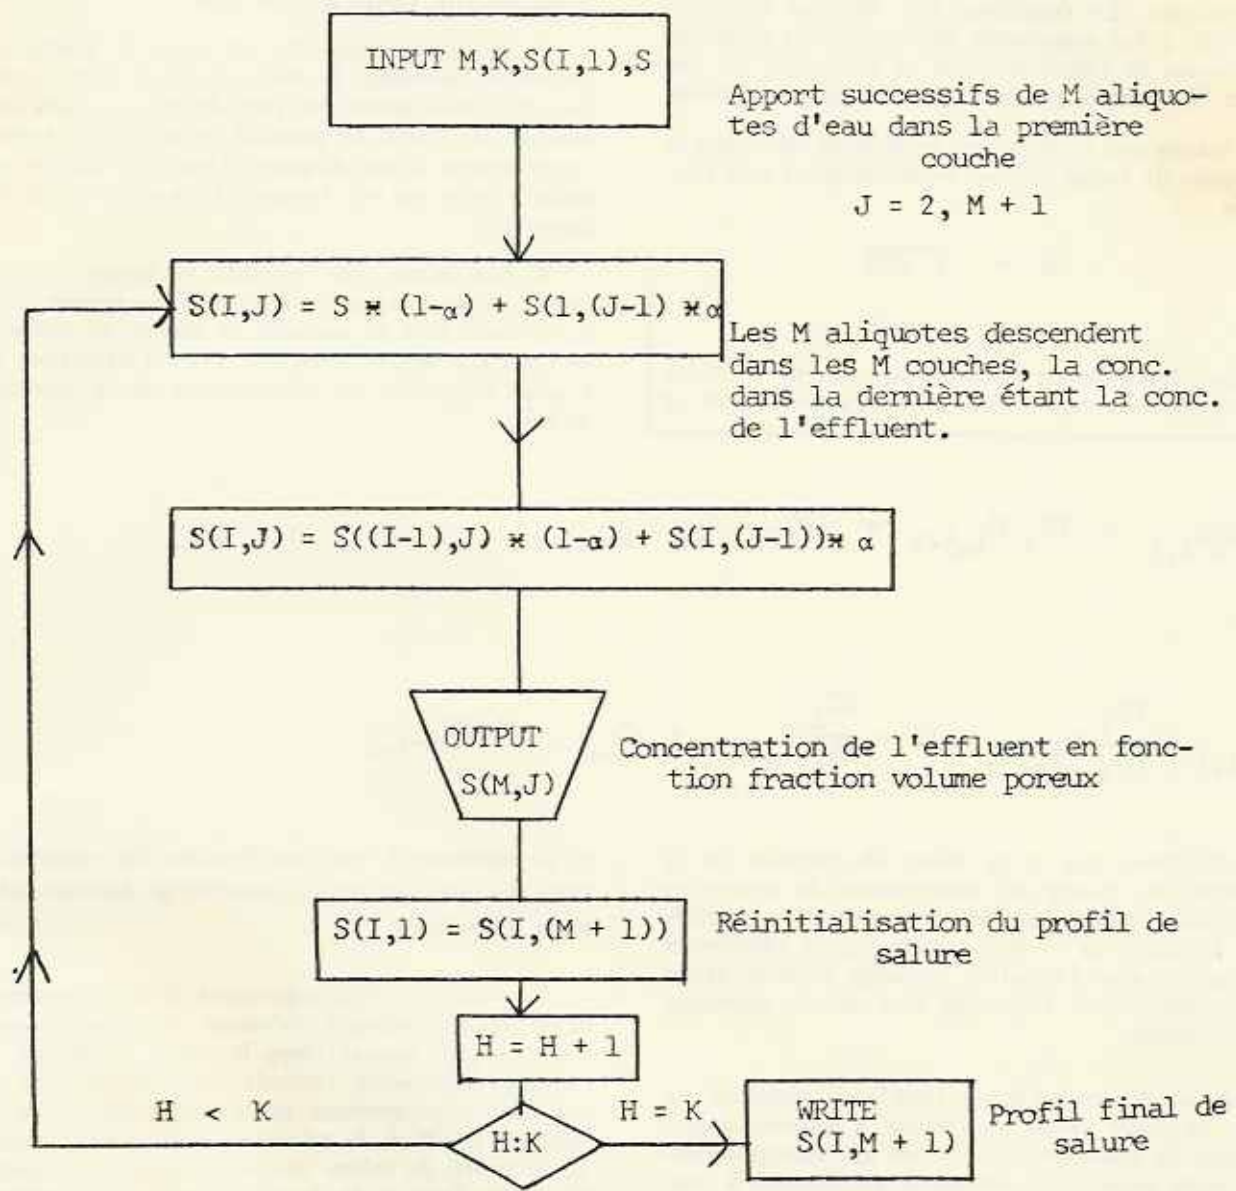 INPUT M,K,S(I,1),S
Apport successifs de M aliquo-
tes d'eau dans la première
couche
J = 2, M + 1
S(I,J) = S * (1-α) + S(1,(J-1) * α
Les M aliquotes descendent
dans les M couches, la conc.
dans la dernière étant la conc.
de l'effluent.
S(I,J) = S((I-1),J) * (1-α) + S(I,(J-1))* α
OUTPUT
S(M,J)
Concentration de l'effluent en fonc-
tion fraction volume poreux
S(I,1) = S(I,(M + 1))
Réinitialisation du profil de
salure
H = H + 1
H < K
H:K
H = K
WRITE
S(I,M + 1)
Profil final de
salure